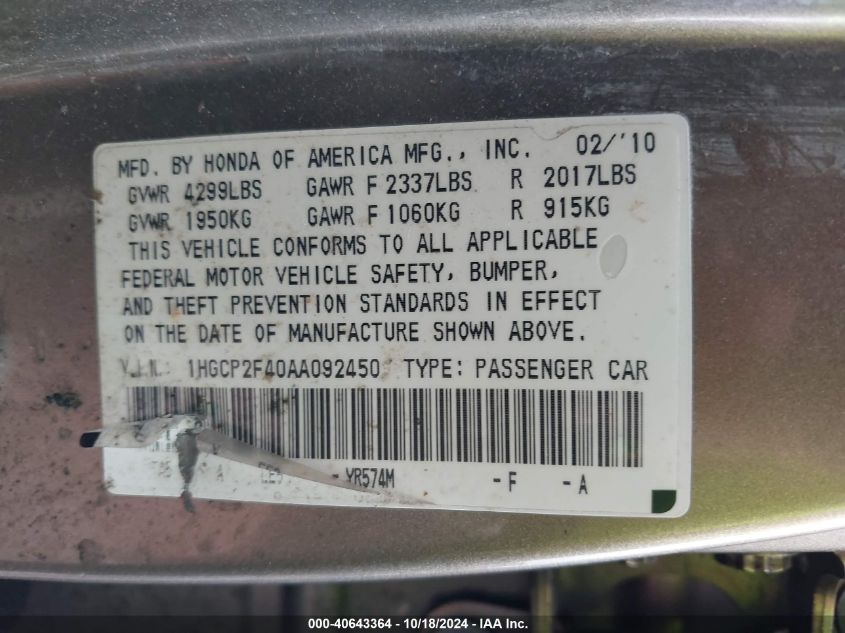 MFD. BY HONDA OF AMERICA MFG., INC. 02/'10
GVWR 4299LBS GAWR F 2337LBS R 2017LBS
GVWR 1950KG GAWR F 1060KG R 915KG
THIS VEHICLE CONFORMS TO ALL APPLICABLE
FEDERAL MOTOR VEHICLE SAFETY, BUMPER,
AND THEFT PREVENTION STANDARDS IN EFFECT
ON THE DATE OF MANUFACTURE SHOWN ABOVE.
V.I.N.: 1HGCP2F40AA092450 TYPE: PASSENGER CAR
- YR574M - F - A
000-40643364 - 10/18/2024 - IAA Inc.